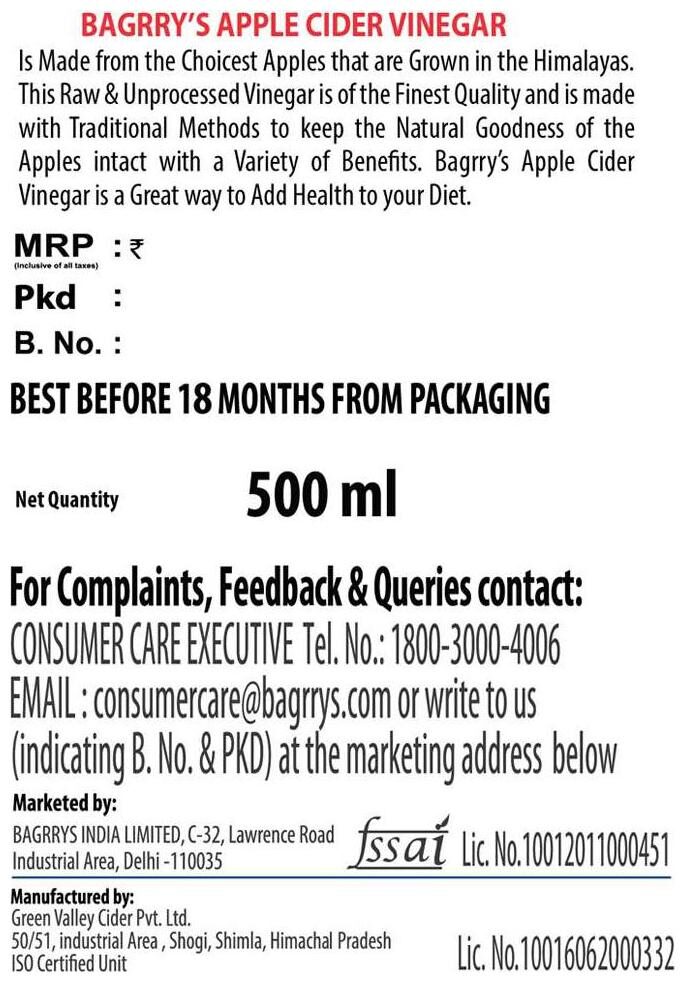 BAGRRY'S APPLE CIDER VINEGAR
Is Made from the Choicest Apples that are Grown in the Himalayas.
This Raw & Unprocessed Vinegar is of the Finest Quality and is made
with Traditional Methods to keep the Natural Goodness of the
Apples intact with a Variety of Benefits. Bagrry's Apple Cider
Vinegar is a Great way to Add Health to your Diet.
MRP : ₹
(Inclusive of all taxes)
Pkd :
B. No. :
BEST BEFORE 18 MONTHS FROM PACKAGING
Net Quantity 500 ml
For Complaints, Feedback & Queries contact:
CONSUMER CARE EXECUTIVE Tel. No.: 1800-3000-4006
EMAIL : consumercare@bagrrys.com or write to us
(indicating B. No. & PKD) at the marketing address below
Marketed by:
BAGRRYS INDIA LIMITED, C-32, Lawrence Road
Industrial Area, Delhi -110035
fssai Lic. No.10012011000451
Manufactured by:
Green Valley Cider Pvt. Ltd.
50/51, industrial Area , Shogi, Shimla, Himachal Pradesh
ISO Certified Unit
Lic. No.10016062000332